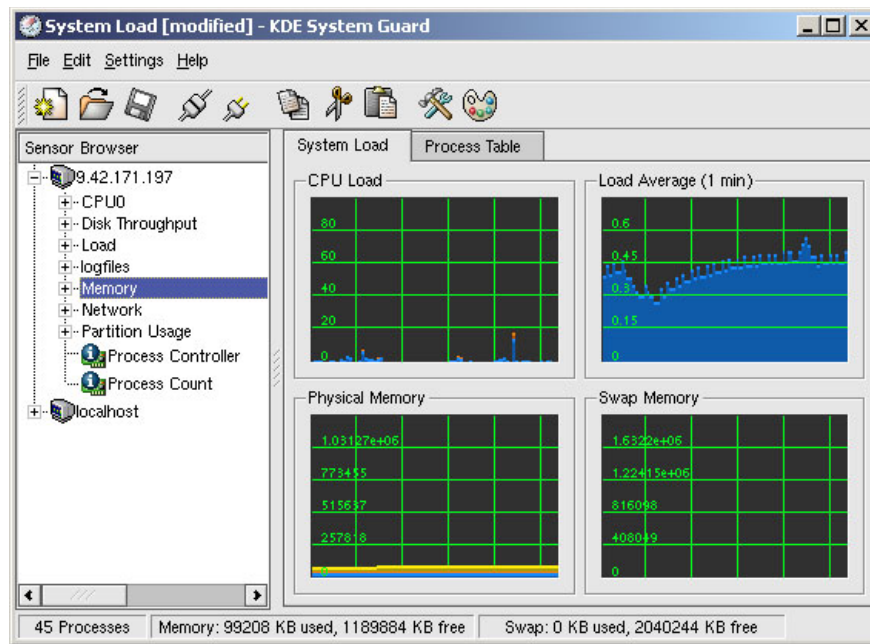 System Load [modified] - KDE System Guard
File Edit Settings Help
Sensor Browser
9.42.171.197
CPU0
Disk Throughput
Load
logfiles
Memory
Network
Partition Usage
Process Controller
Process Count
localhost
System Load
Process Table
CPU Load
80
60
40
20
0
Load Average (1 min)
0.6
0.45
0.3
0.15
0
Physical Memory
1.03127e+06
773455
515637
257818
0
Swap Memory
1.6322e+06
1.22415e+06
816098
408049
0
45 Processes
Memory: 99208 KB used, 1189884 KB free
Swap: 0 KB used, 2040244 KB free